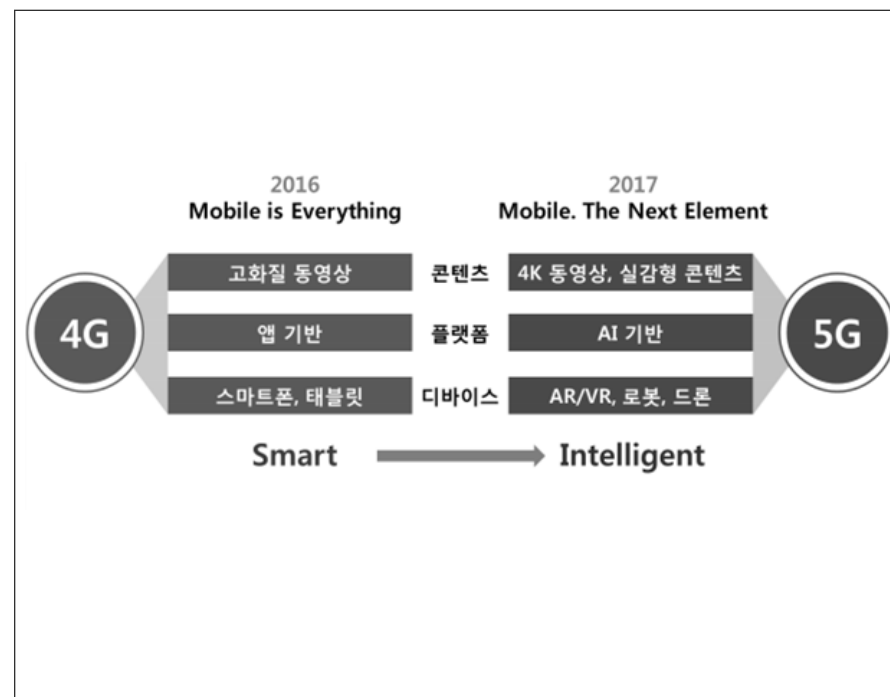 2016
Mobile is Everything
2017
Mobile. The Next Element
4G
고화질 동영상
콘텐츠
4K 동영상, 실감형 콘텐츠
앱 기반
플랫폼
AI 기반
스마트폰, 태블릿
디바이스
AR/VR, 로봇, 드론
5G
Smart
Intelligent